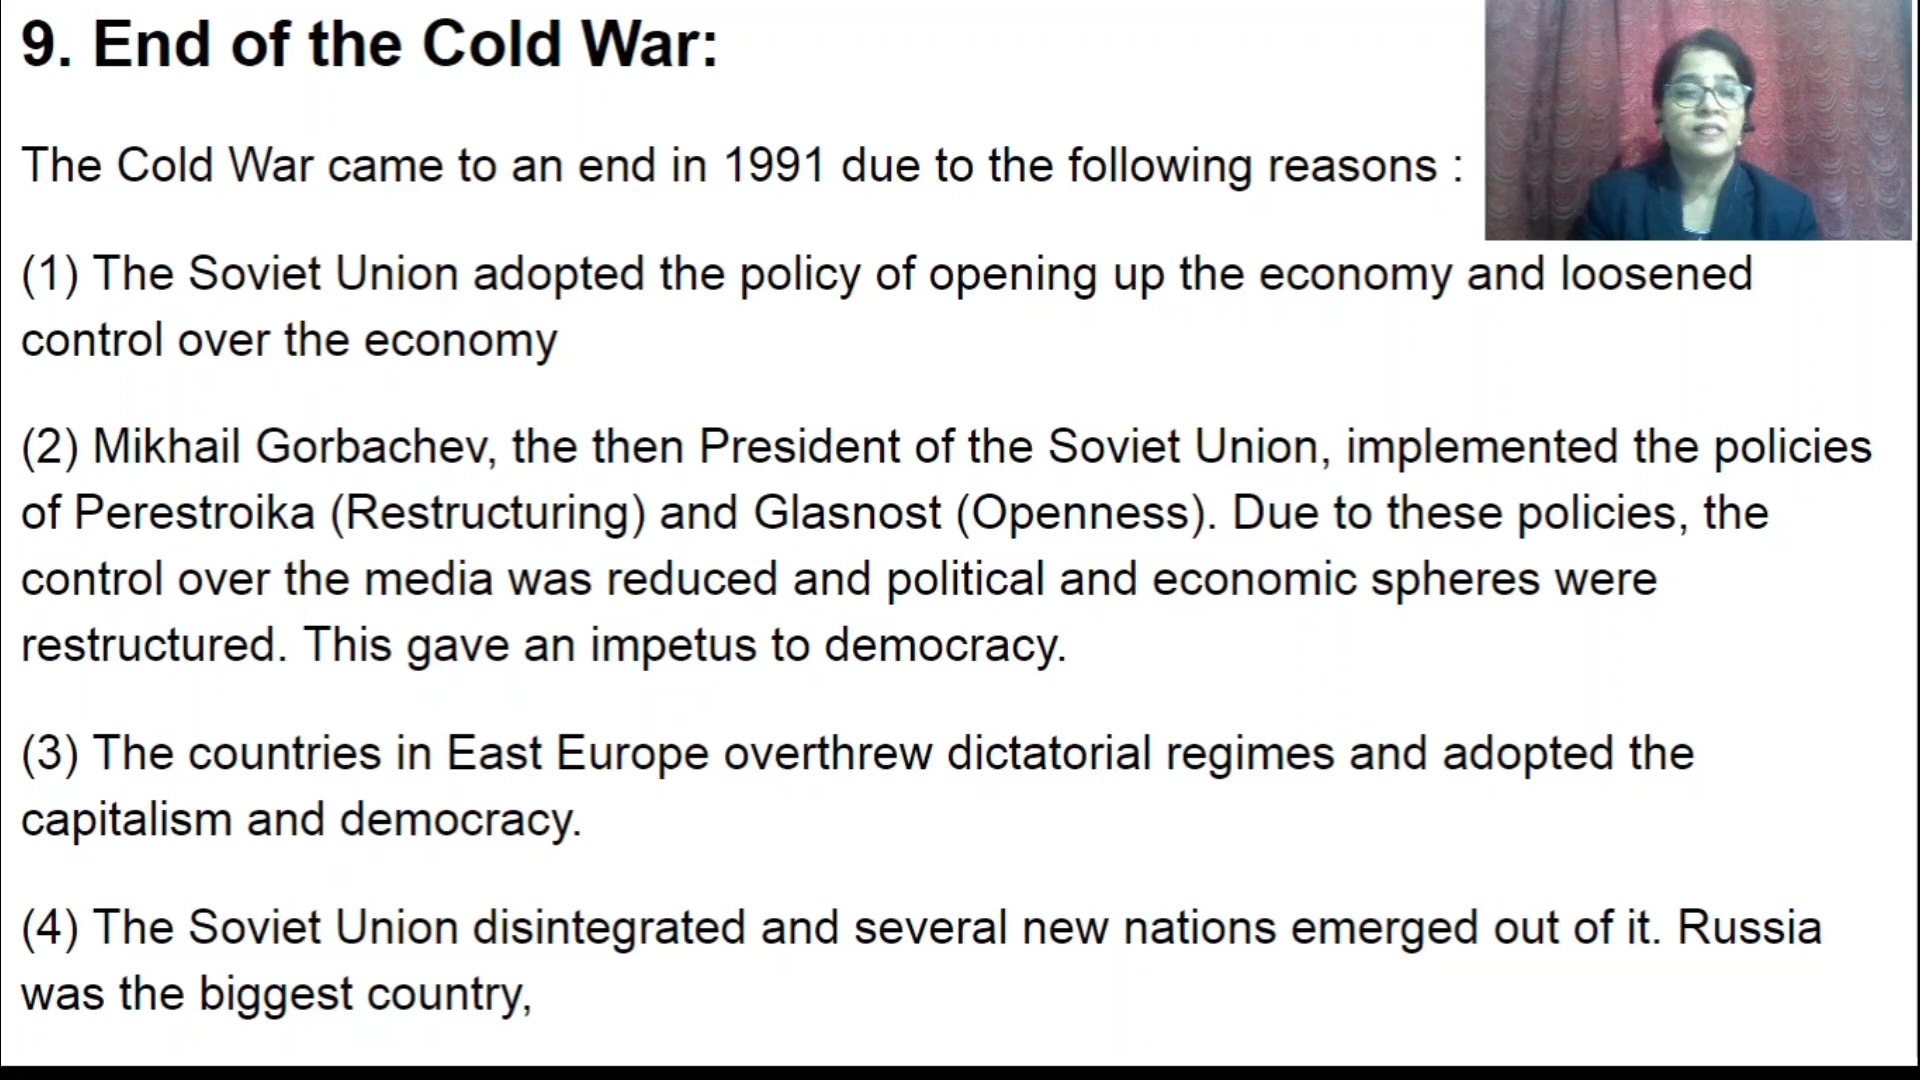 9. End of the Cold War:
The Cold War came to an end in 1991 due to the following reasons :
(1) The Soviet Union adopted the policy of opening up the economy and loosened
control over the economy
(2) Mikhail Gorbachev, the then President of the Soviet Union, implemented the policies
of Perestroika (Restructuring) and Glasnost (Openness). Due to these policies, the
control over the media was reduced and political and economic spheres were
restructured. This gave an impetus to democracy.
(3) The countries in East Europe overthrew dictatorial regimes and adopted the
capitalism and democracy.
(4) The Soviet Union disintegrated and several new nations emerged out of it. Russia
was the biggest country,